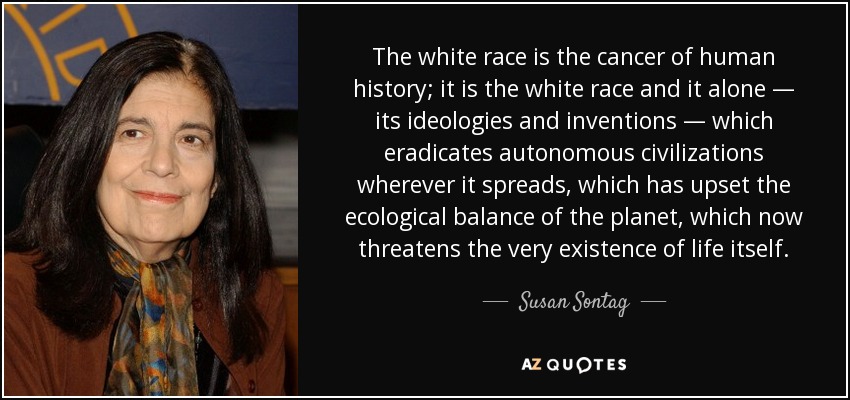 The white race is the cancer of human
history; it is the white race and it alone —
its ideologies and inventions — which
eradicates autonomous civilizations
wherever it spreads, which has upset the
ecological balance of the planet, which now
threatens the very existence of life itself.
Susan Sontag
AZ QUOTES